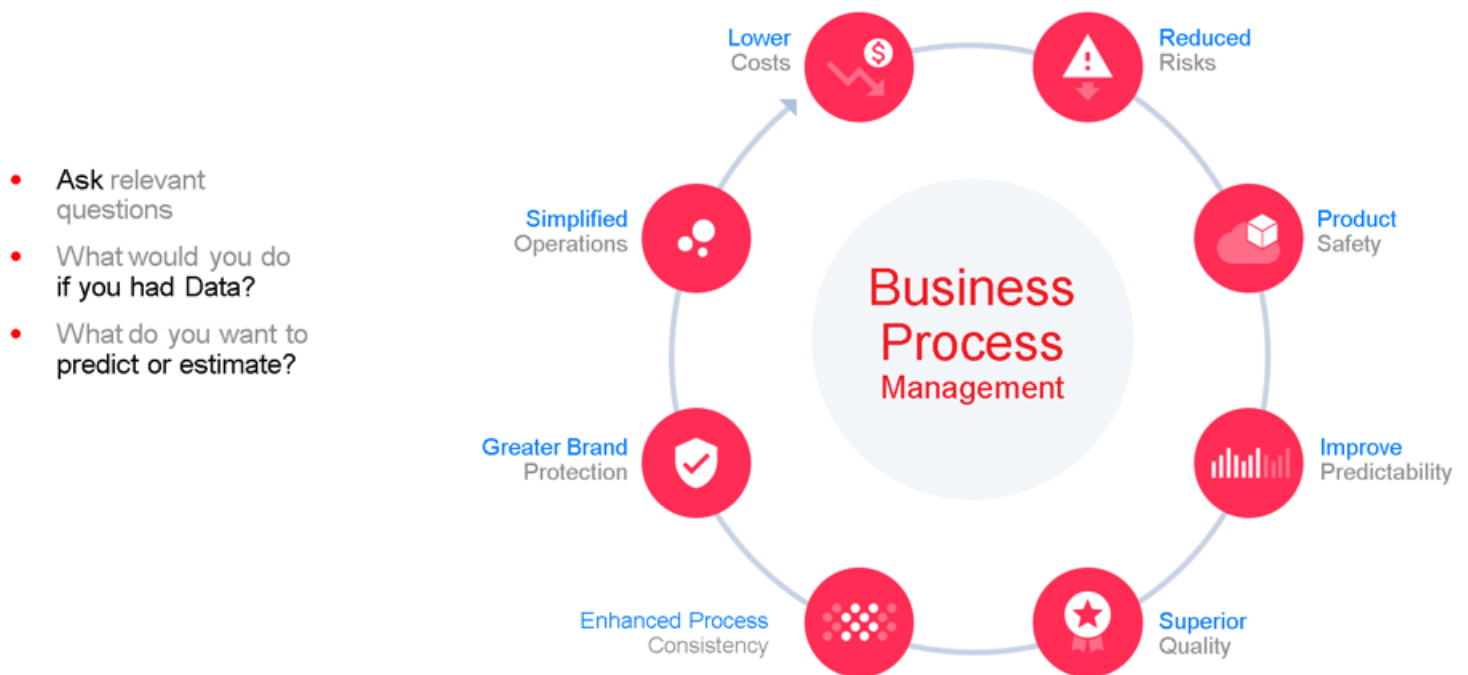 Ask relevant
questions
What would you do
if you had Data?
What do you want to
predict or estimate?
Lower
Costs
$
Reduced
Risks
Product
Safety
Improve
Predictability
Superior
Quality
Enhanced Process
Consistency
Greater Brand
Protection
Simplified
Operations
Business
Process
Management